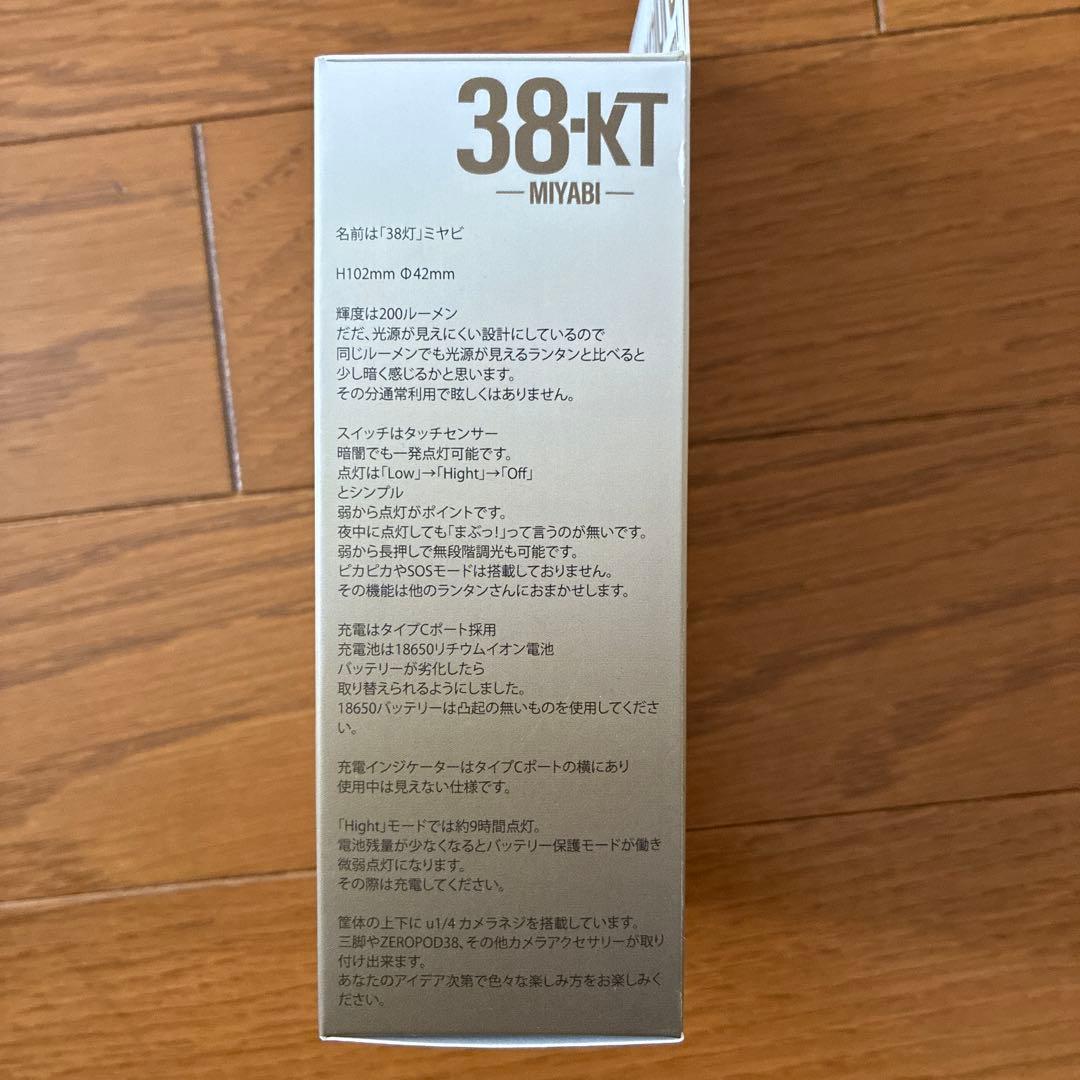 38-KT
MIYABI
名前は「38灯」ミヤビ
H102mm Φ42mm
輝度は200ルーメン
だだ、光源が見えにくい設計にしているので
同じルーメンでも光源が見えるランタンと比べると
少し暗く感じるかと思います。
その分通常利用で眩しくはありません。
スイッチはタッチセンサー
暗闇でも一発点灯可能です。
点灯は「Low」→「Hight」→「Off」
とシンプル
弱から点灯がポイントです。
夜中に点灯しても「まぶっ!」って言うのが無いです。
弱から長押しで無段階調光も可能です。
ピカピカやSOSモードは搭載しておりません。
その機能は他のランタンさんにおまかせします。
充電はタイプCポート採用
充電池は18650リチウムイオン電池
バッテリーが劣化したら
取り替えられるようにしました。
18650バッテリーは凸起の無いものを使用してくださ
い。
充電インジケーターはタイプCポートの横にあり
使用中は見えない仕様です。
「Hight」モードでは約9時間点灯。
電池残量が少なくなるとバッテリー保護モードが働き
微弱点灯になります。
その際は充電してください。
筐体の上下に u1/4 カメラネジを搭載しています。
三脚やZEROPOD38、その他カメラアクセサリーが取り
付け出来ます。
あなたのアイデア次第で色々な楽しみ方をお楽しみく
ださい。